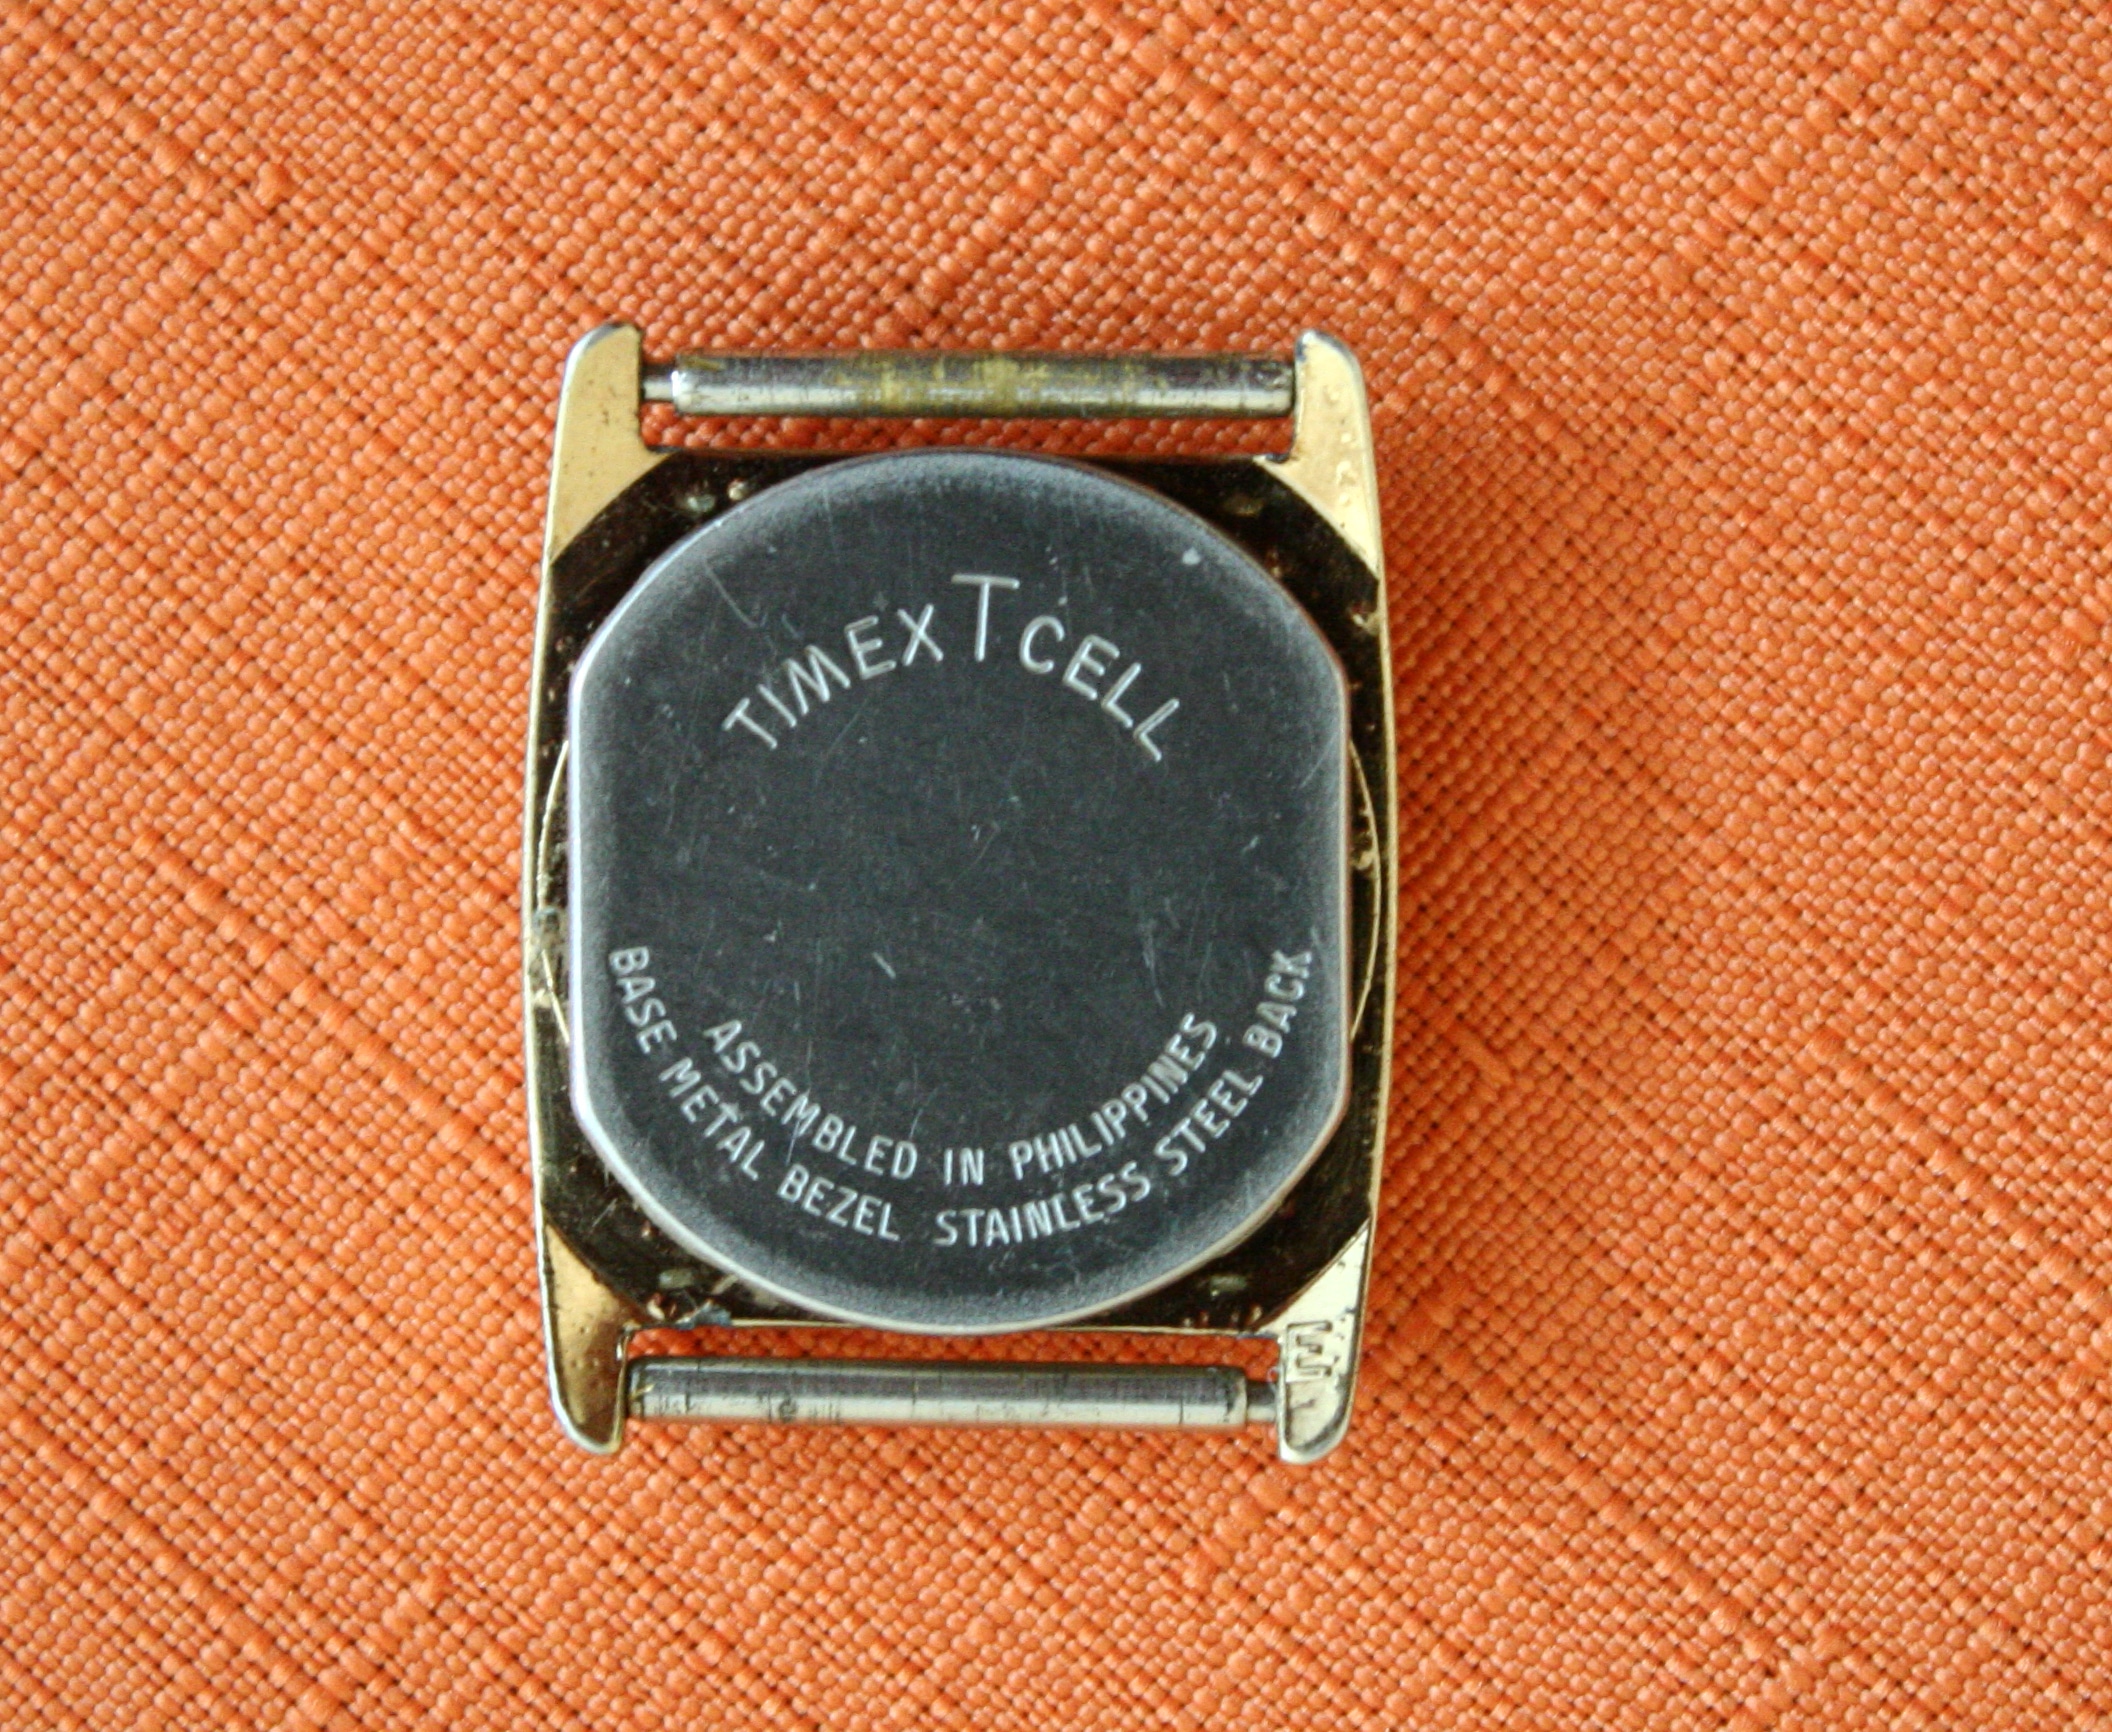 TIMEX T CELL
ASSEMBLED IN PHILIPPINES
BASE METAL BEZEL STAINLESS STEEL BACK